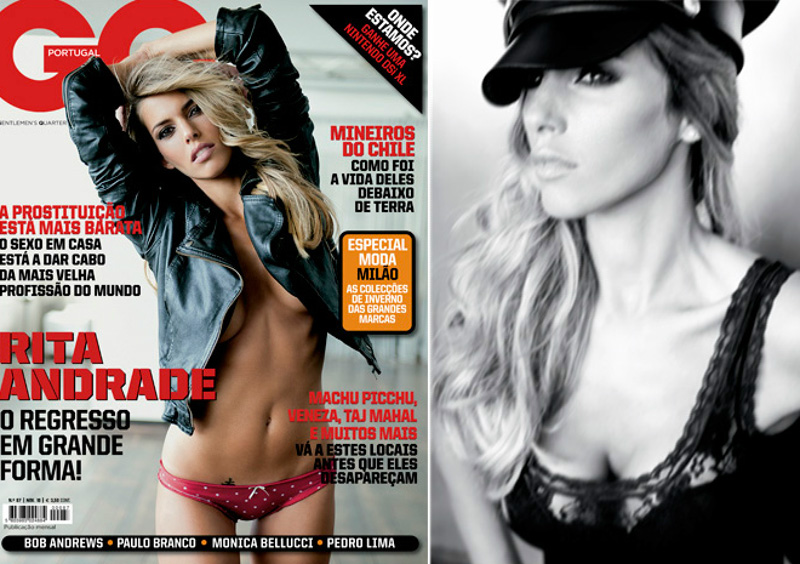 GQ
PORTUGAL
GENTLEMEN'S QUARTER
ONDE
ESTAMOS?
GANHE UMA
NINTENDO DSI XL
MINEIROS
DO CHILE
COMO FOI
A VIDA DELES
DEBAIXO
DE TERRA
A PROSTITUIÇÃO
ESTÁ MAIS BARATA
O SEXO EM CASA
ESTÁ A DAR CABO
DA MAIS VELHA
PROFISSÃO DO MUNDO
ESPECIAL
MODA
MILÃO
AS COLECÇÕES
DE INVERNO
DAS GRANDES
MARCAS
RITA
ANDRADE
O REGRESSO
EM GRANDE
FORMA!
MACHU PICCHU,
VENEZA, TAJ MAHAL
E MUITOS MAIS
VÁ A ESTES LOCAIS
ANTES QUE ELES
DESAPAREÇAM
Publicação mensal
BOB ANDREWS • PAULO BRANCO • MONICA BELLUCCI • PEDRO LIMA